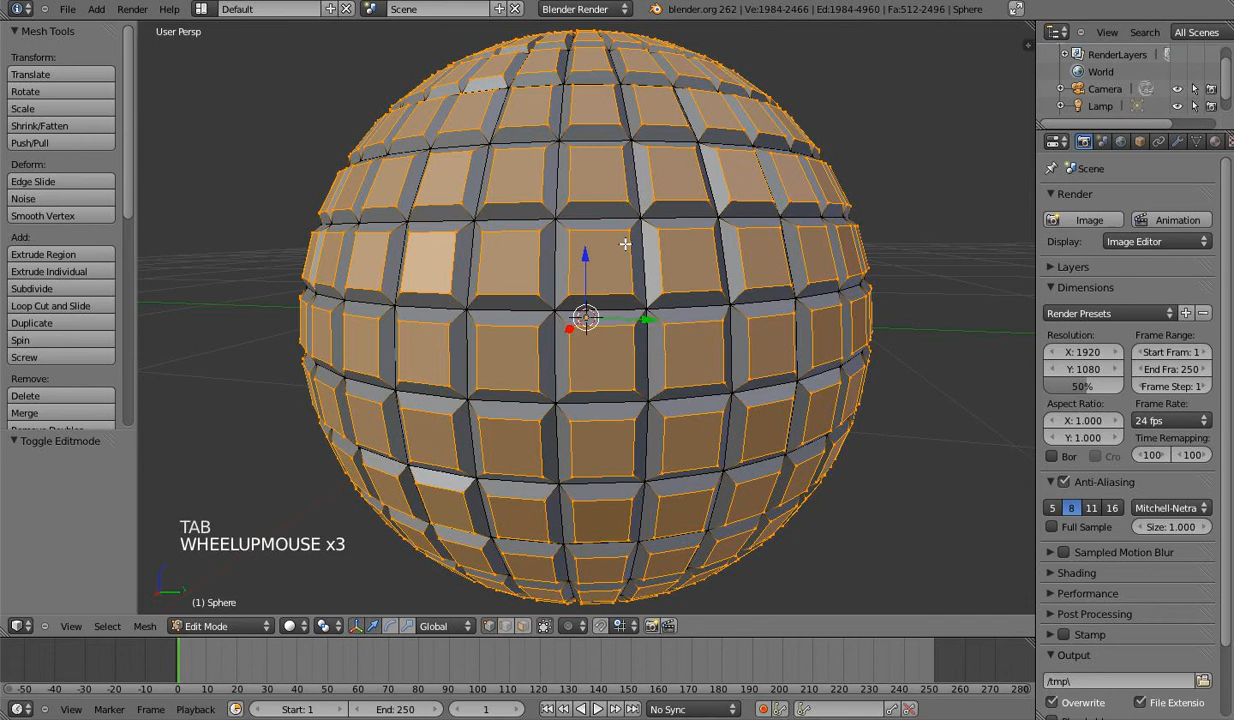 File Add Render Help Default Scene Blender Render blender.org 262 | Ve:1984-2466 | Ed:1984-4960 | Fa:512-2496 | Sphere
Mesh Tools
Transform:
Translate
Rotate
Scale
Shrink/Fatten
Push/Pull
Deform:
Edge Slide
Noise
Smooth Vertex
Add:
Extrude Region
Extrude Individual
Subdivide
Loop Cut and Slide
Duplicate
Spin
Screw
Remove:
Delete
Merge
Toggle Editmode
User Persp
TAB
WHEELUPMOUSE x3
(1) Sphere
View Search All Scenes
RenderLayers
World
Camera
Lamp
Scene
Render
Image Animation
Display: Image Editor
Layers
Dimensions
Render Presets
Resolution: Frame Range:
X: 1920 Start Fram: 1
Y: 1080 End Fra: 250
50% Frame Step: 1
Aspect Ratio: Frame Rate:
X: 1.000 24 fps
Y: 1.000 Time Remapping:
Bor Cro 100 100
Anti-Aliasing
5 8 11 16 Mitchell-Netra
Full Sample Size: 1.000
Sampled Motion Blur
Shading
Performance
Post Processing
Stamp
Output
/tmp\
Overwrite File Extensio
View Select Mesh Edit Mode Global
-50 -40 -30 -20 -10 0 10 20 30 40 50 60 70 80 90 100 110 120 130 140 150 160 170 180 190 200 210 220 230 240 250 260 270 280
View Marker Frame Playback Start: 1 End: 250 1 No Sync